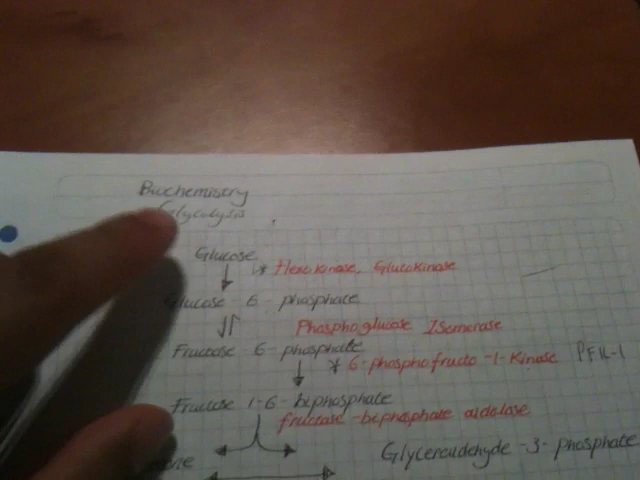 Biochemistry
Glycolysis
Glucose
* Hexokinase, Glucokinase
Glucose - 6 - phosphate
Phosphoglucose Isomerase
Fructose 6-phosphate
* 6-phosphofructo-1-Kinase PFK-1
Fructose 1-6-biphosphate
fructose-biphosphate aldolase
Glyceraldehyde-3-phosphate